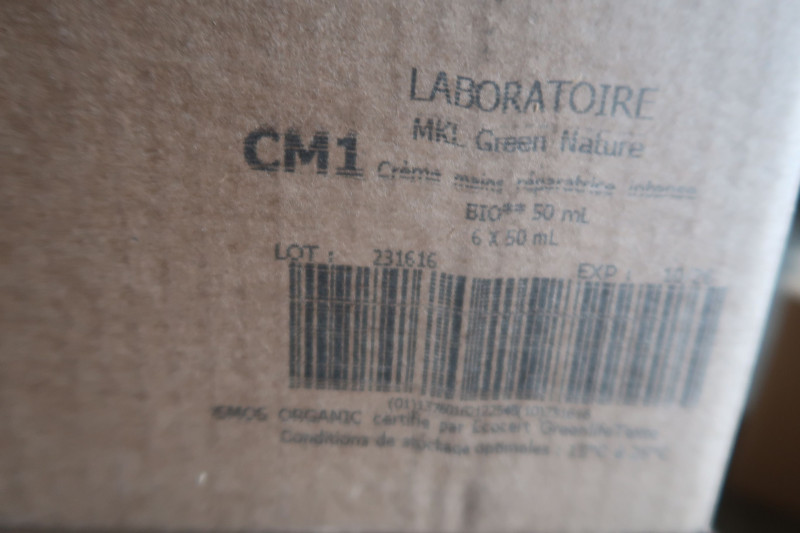 LABORATOIRE
MKL Green Nature
CM1 Crème mains réparatrice intense
BIO** 50 mL
6 X 50 mL
LOT : 231616 EXP :
ORGANIC certifié par Ecocert Greenlife
Conditions de stockage optimales :